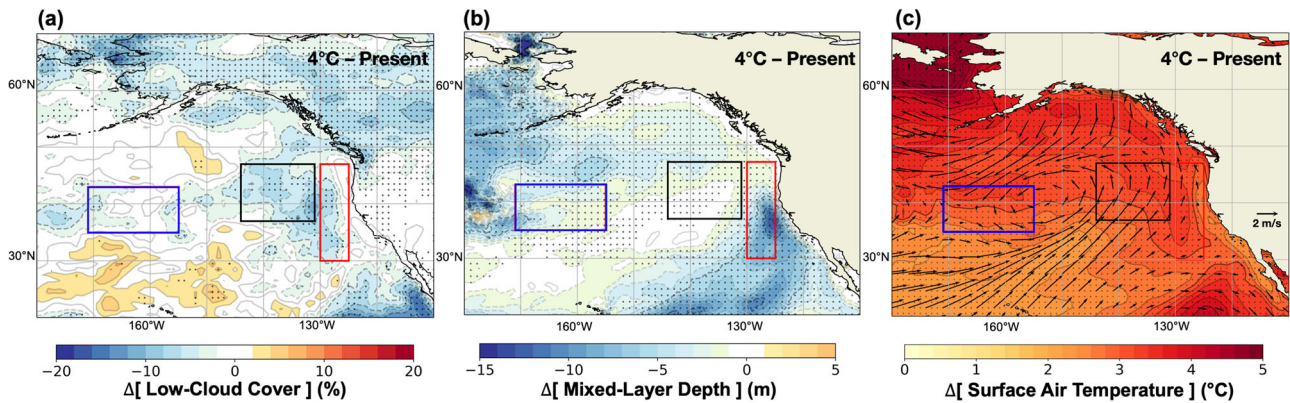 (a)
4°C – Present
60°N
30°N
160°W 130°W
−20 −10 0 10 20
Δ[ Low-Cloud Cover ] (%)
(b)
4°C – Present
60°N
30°N
160°W 130°W
−15 −10 −5 0 5
Δ[ Mixed-Layer Depth ] (m)
(c)
4°C – Present
60°N
30°N
2 m/s
160°W 130°W
0 1 2 3 4 5
Δ[ Surface Air Temperature ] (°C)